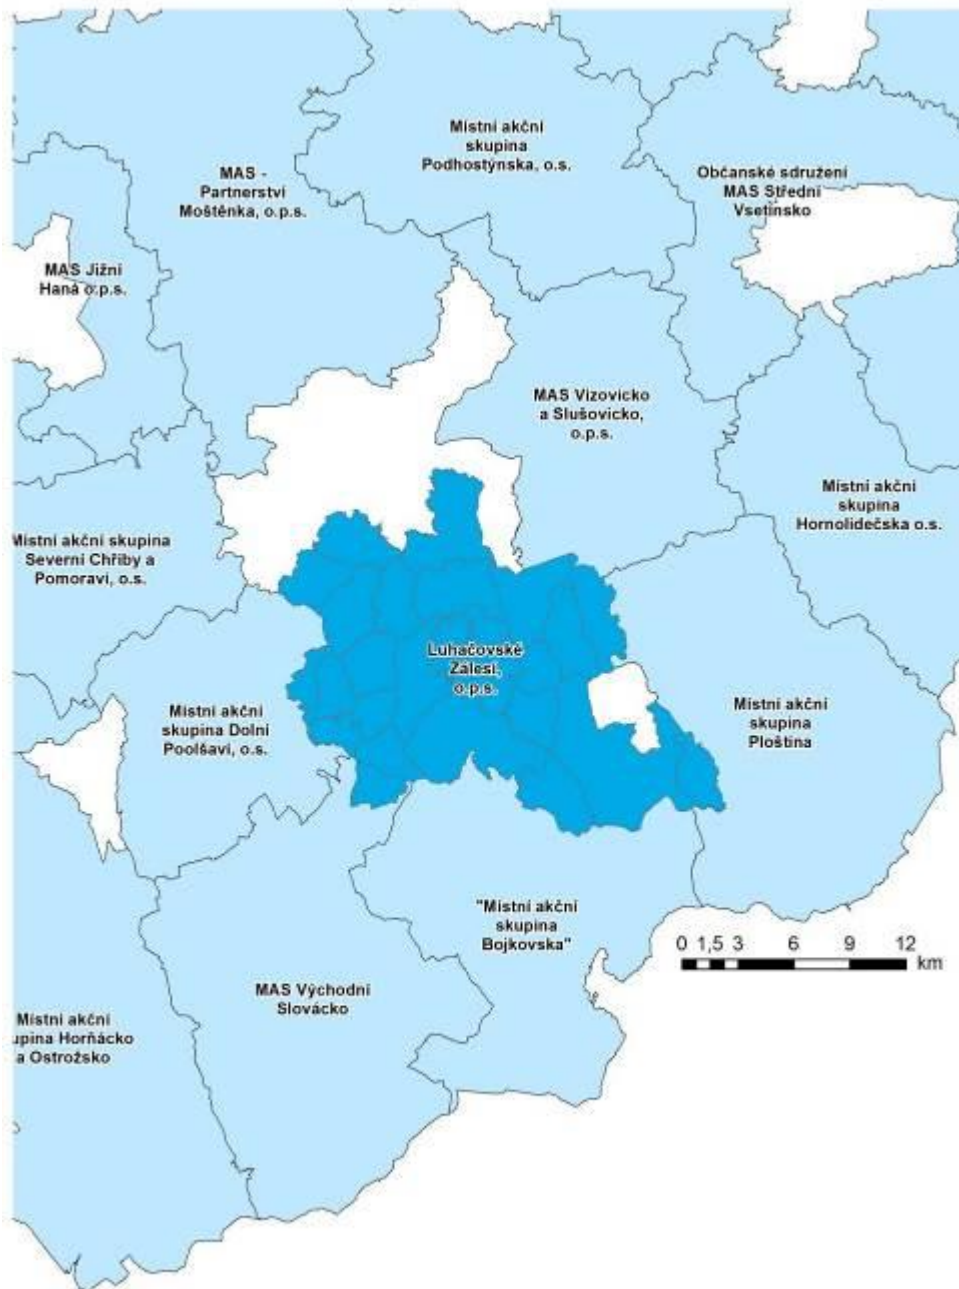 Místní akční
skupina
Podhostýnska, o.s.
MAS -
Partnerství
Moštěnka, o.p.s.
Občanské sdružení
MAS Střední
Vsetínsko
MAS Jižní
Haná o.p.s.
MAS Vizovicko
a Slušovicko,
o.p.s.
Místní akční
skupina
Hornolidečska o.s.
Místní akční skupina
Severní Chřiby a
Pomoraví, o.s.
Luhačovské
Zálesí,
o.p.s.
Místní akční
skupina Dolní
Poolšaví, o.s.
Místní akční
skupina
Ploština
"Místní akční
skupina
Bojkovska"
0 1,5 3 6 9 12
km
MAS Východní
Slovácko
Místní akční
upina Horňácko
a Ostrožsko